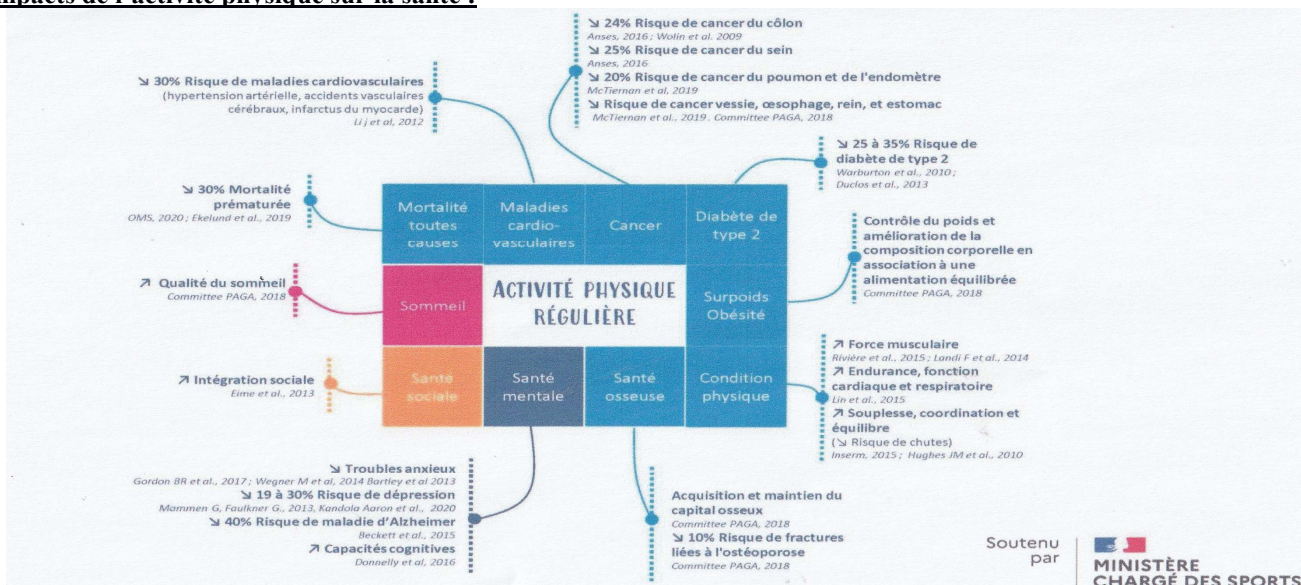 impacts de l'activité physique sur la santé :
↘ 24% Risque de cancer du côlon
Anses, 2016 ; Wolin et al. 2009
↘ 25% Risque de cancer du sein
Anses, 2016
↘ 20% Risque de cancer du poumon et de l'endomètre
McTiernan et al, 2019
↘ Risque de cancer vessie, œsophage, rein, et estomac
McTiernan et al., 2019. Committee PAGA, 2018
↘ 30% Risque de maladies cardiovasculaires
(hypertension artérielle, accidents vasculaires
cérébraux, infarctus du myocarde)
Li j et al, 2012
↘ 25 à 35% Risque de
diabète de type 2
Warburton et al., 2010 ;
Duclos et al., 2013
↘ 30% Mortalité
prématurée
OMS, 2020 ; Ekelund et al., 2019
Mortalité
toutes
causes
Maladies
cardio-
vasculaires
Cancer
Diabète de
type 2
Contrôle du poids et
amélioration de la
composition corporelle en
association à une
alimentation équilibrée
Committee PAGA, 2018
↗ Qualité du sommeil
Committee PAGA, 2018
Sommeil
ACTIVITÉ PHYSIQUE
RÉGULIÈRE
Surpoids
Obésité
↗ Intégration sociale
Eime et al., 2013
Santé
sociale
Santé
mentale
Santé
osseuse
Condition
physique
↗ Force musculaire
Rivière et al., 2015 ; Landi F et al., 2014
↗ Endurance, fonction
cardiaque et respiratoire
Lin et al., 2015
↗ Souplesse, coordination et
équilibre
(↘ Risque de chutes)
Inserm, 2015 ; Hughes JM et al., 2010
↘ Troubles anxieux
Gordon BR et al., 2017 ; Wegner M et al, 2014 Bartley et al 2013
↘ 19 à 30% Risque de dépression
Mammen G, Faulkner G., 2013, Kandola Aaron et al., 2020
↘ 40% Risque de maladie d'Alzheimer
Beckett et al., 2015
↗ Capacités cognitives
Donnelly et al, 2016
Acquisition et maintien du
capital osseux
Committee PAGA, 2018
↘ 10% Risque de fractures
liées à l'ostéoporose
Committee PAGA, 2018
Soutenu
par
MINISTÈRE
CHARGÉ DES SPORTS